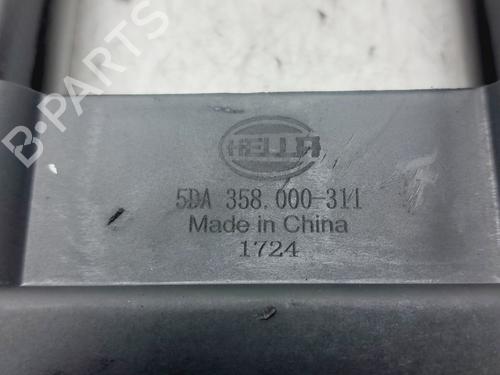 B-PARTS
HELLA
5DA 358.000-311
Made in China
1724